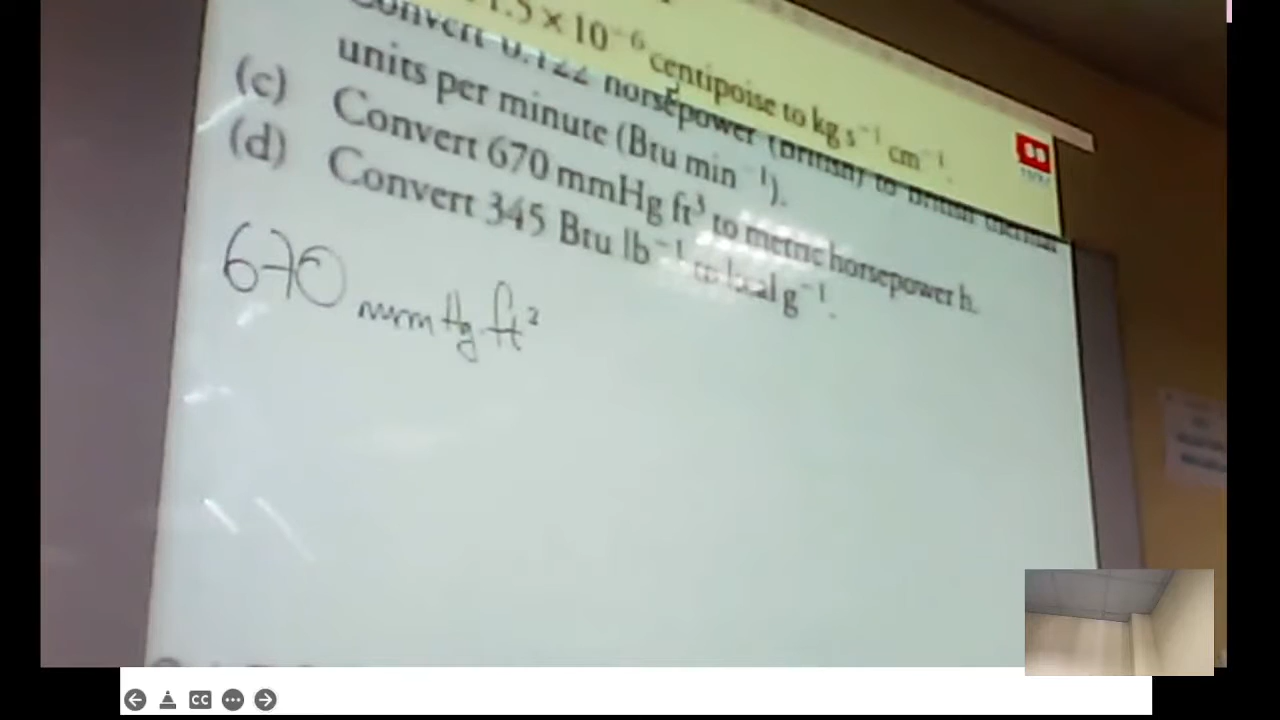 1.5 × 10⁻⁶ centipoise to kg s⁻¹ cm⁻¹.
Convert 0.122 horsepower (British) to British thermal
units per minute (Btu min⁻¹).
(c) Convert 670 mmHg ft³ to metric horsepower h.
(d) Convert 345 Btu lb⁻¹ to kcal g⁻¹.
670 mmHg ft²
CC